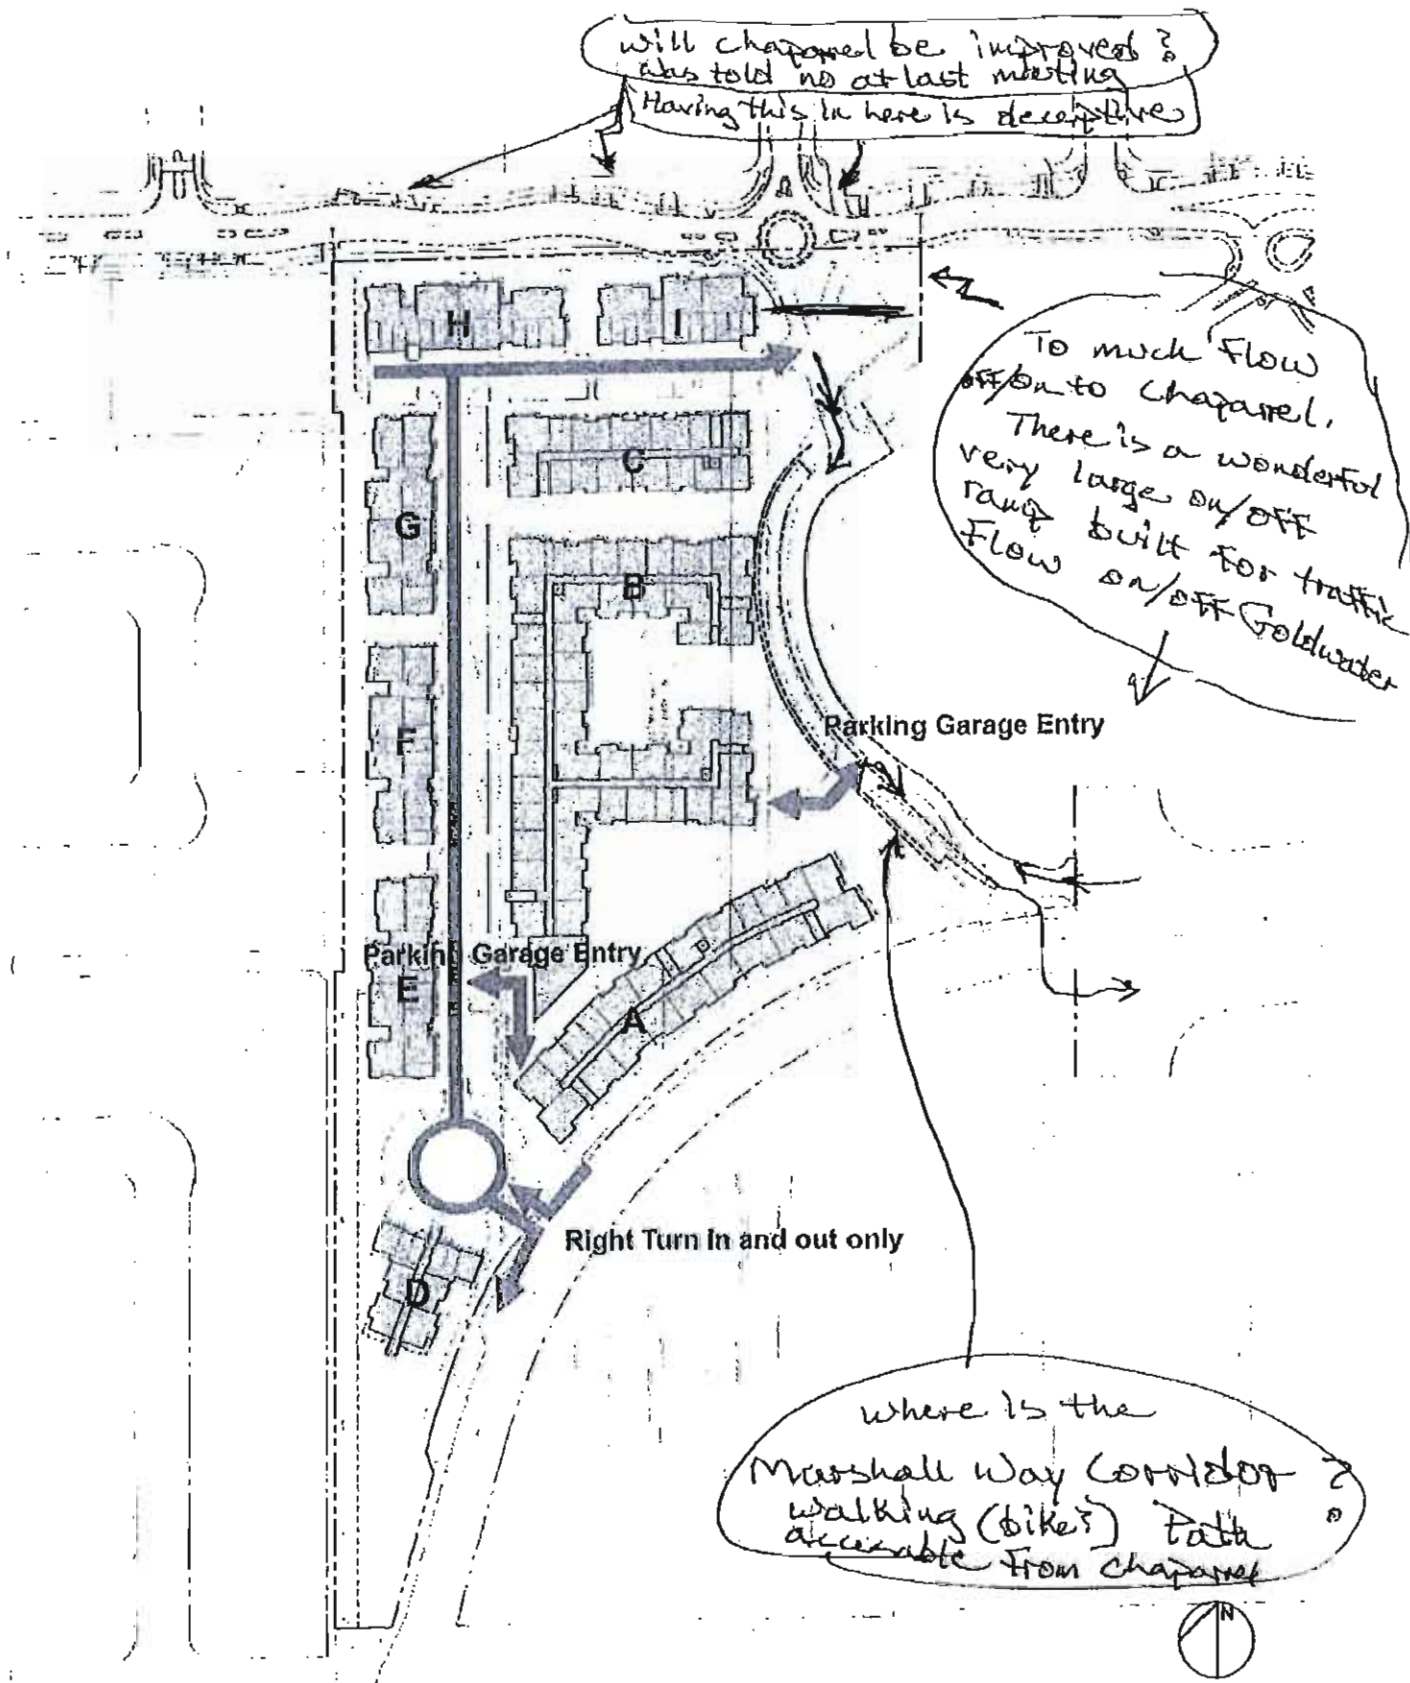 will chaparrel be improved ?
was told no at last meeting
Having this in here is deceptive
H
I
To much Flow
off/on to Chaparrel.
There is a wonderful
very large on/off
ramp built for traffic
Flow on/off Goldwater
C
G
B
F
Parking Garage Entry
Parking Garage Entry
E
A
Right Turn In and out only
D
where is the
Marshall Way Corridor ?
walking (bike?) Path
accessable from chaparrel
N